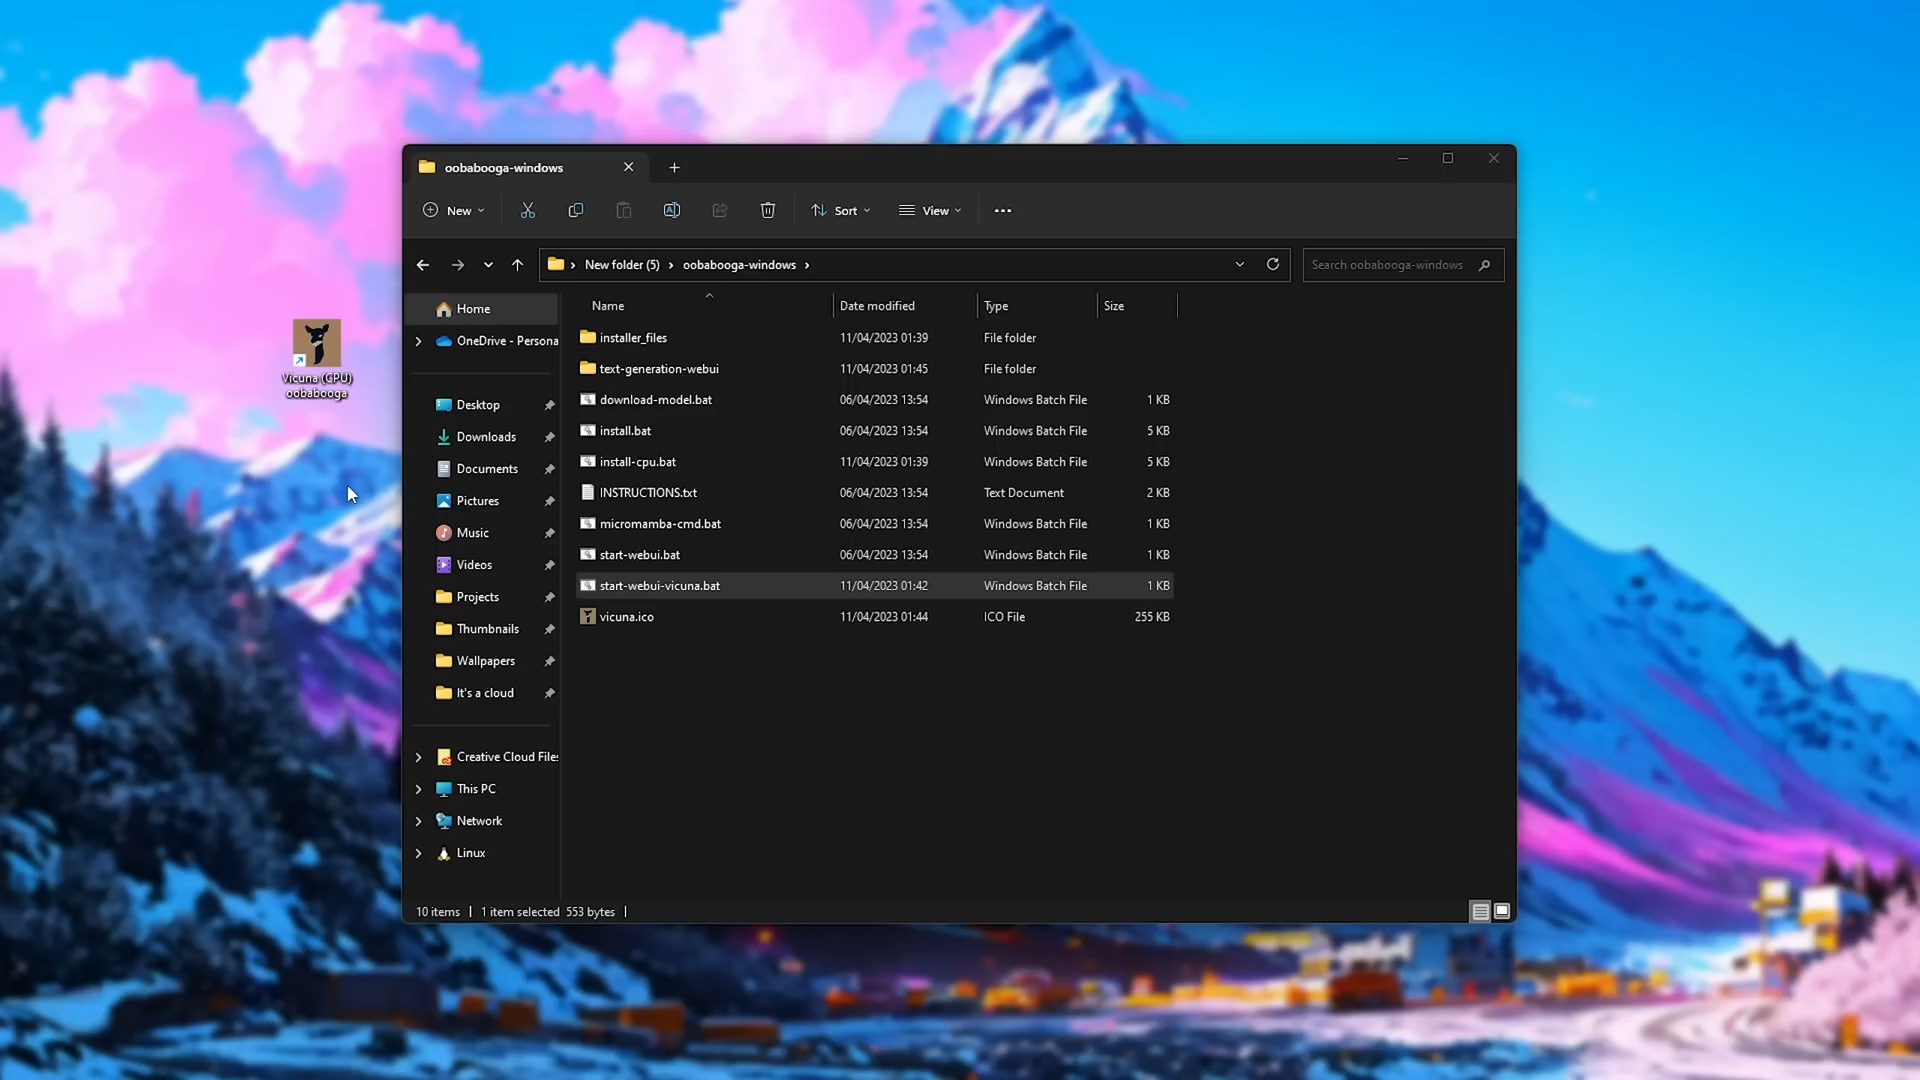 oobabooga-windows
New
Sort
View
New folder (5) oobabooga-windows
Search oobabooga-windows
Home
OneDrive - Persona
Desktop
Downloads
Documents
Pictures
Music
Videos
Projects
Thumbnails
Wallpapers
It's a cloud
Creative Cloud Files
This PC
Network
Linux
Name Date modified Type Size
installer_files 11/04/2023 01:39 File folder
text-generation-webui 11/04/2023 01:45 File folder
download-model.bat 06/04/2023 13:54 Windows Batch File 1 KB
install.bat 06/04/2023 13:54 Windows Batch File 5 KB
install-cpu.bat 11/04/2023 01:39 Windows Batch File 5 KB
INSTRUCTIONS.txt 06/04/2023 13:54 Text Document 2 KB
micromamba-cmd.bat 06/04/2023 13:54 Windows Batch File 1 KB
start-webui.bat 06/04/2023 13:54 Windows Batch File 1 KB
start-webui-vicuna.bat 11/04/2023 01:42 Windows Batch File 1 KB
vicuna.ico 11/04/2023 01:44 ICO File 255 KB
10 items 1 item selected 553 bytes
Vicuna (CPU)
oobabooga